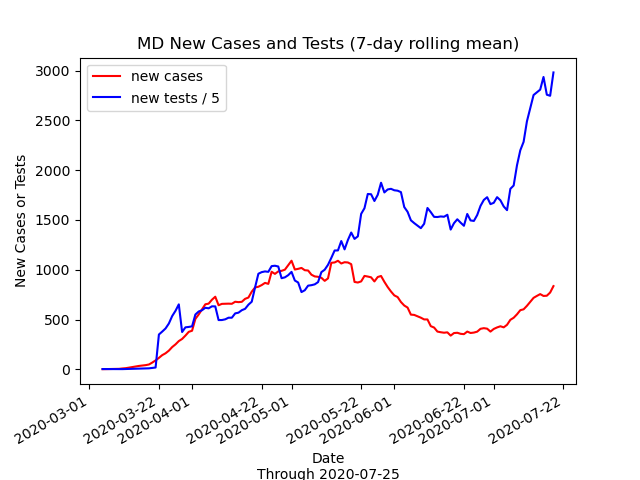 MD New Cases and Tests (7-day rolling mean)
new cases
new tests / 5
3000
2500
2000
1500
1000
500
0
New Cases or Tests
2020-03-01
2020-03-22
2020-04-01
2020-04-22
2020-05-01
2020-05-22
2020-06-01
2020-06-22
2020-07-01
2020-07-22
Date
Through 2020-07-25